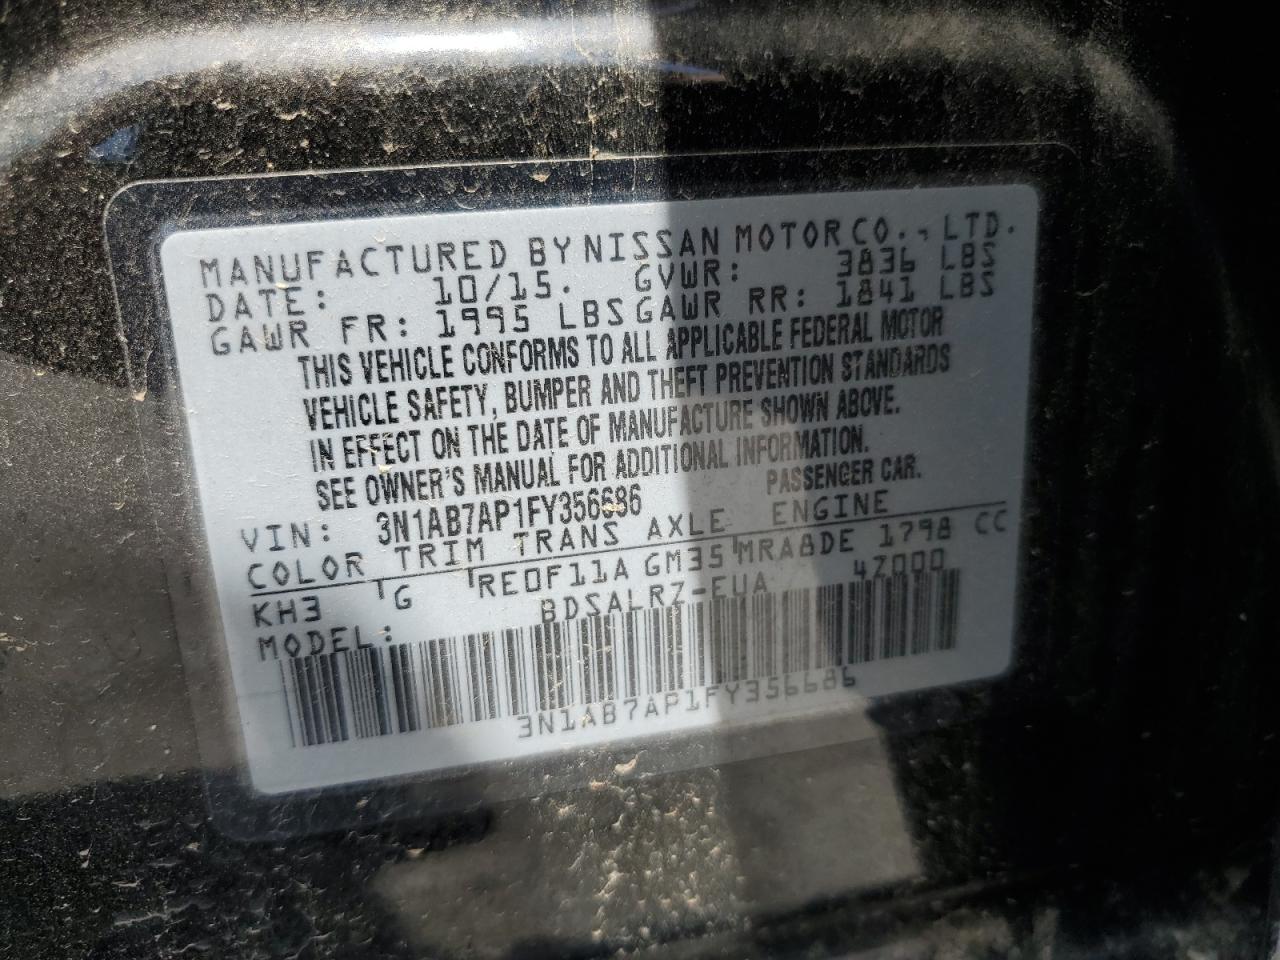 MANUFACTURED BY NISSAN MOTOR CO., LTD.
DATE: 10/15. GVWR: 3836 LBS
GAWR FR: 1995 LBS GAWR RR: 1841 LBS
THIS VEHICLE CONFORMS TO ALL APPLICABLE FEDERAL MOTOR
VEHICLE SAFETY, BUMPER AND THEFT PREVENTION STANDARDS
IN EFFECT ON THE DATE OF MANUFACTURE SHOWN ABOVE.
SEE OWNER'S MANUAL FOR ADDITIONAL INFORMATION.
VIN: 3N1AB7AP1FY356686 PASSENGER CAR.
COLOR TRIM TRANS AXLE ENGINE
KH3 G RE0F11A GM35 MRA8DE 1798 CC
MODEL: BDSALRZ-EUA 4Z000
3N1AB7AP1FY356686